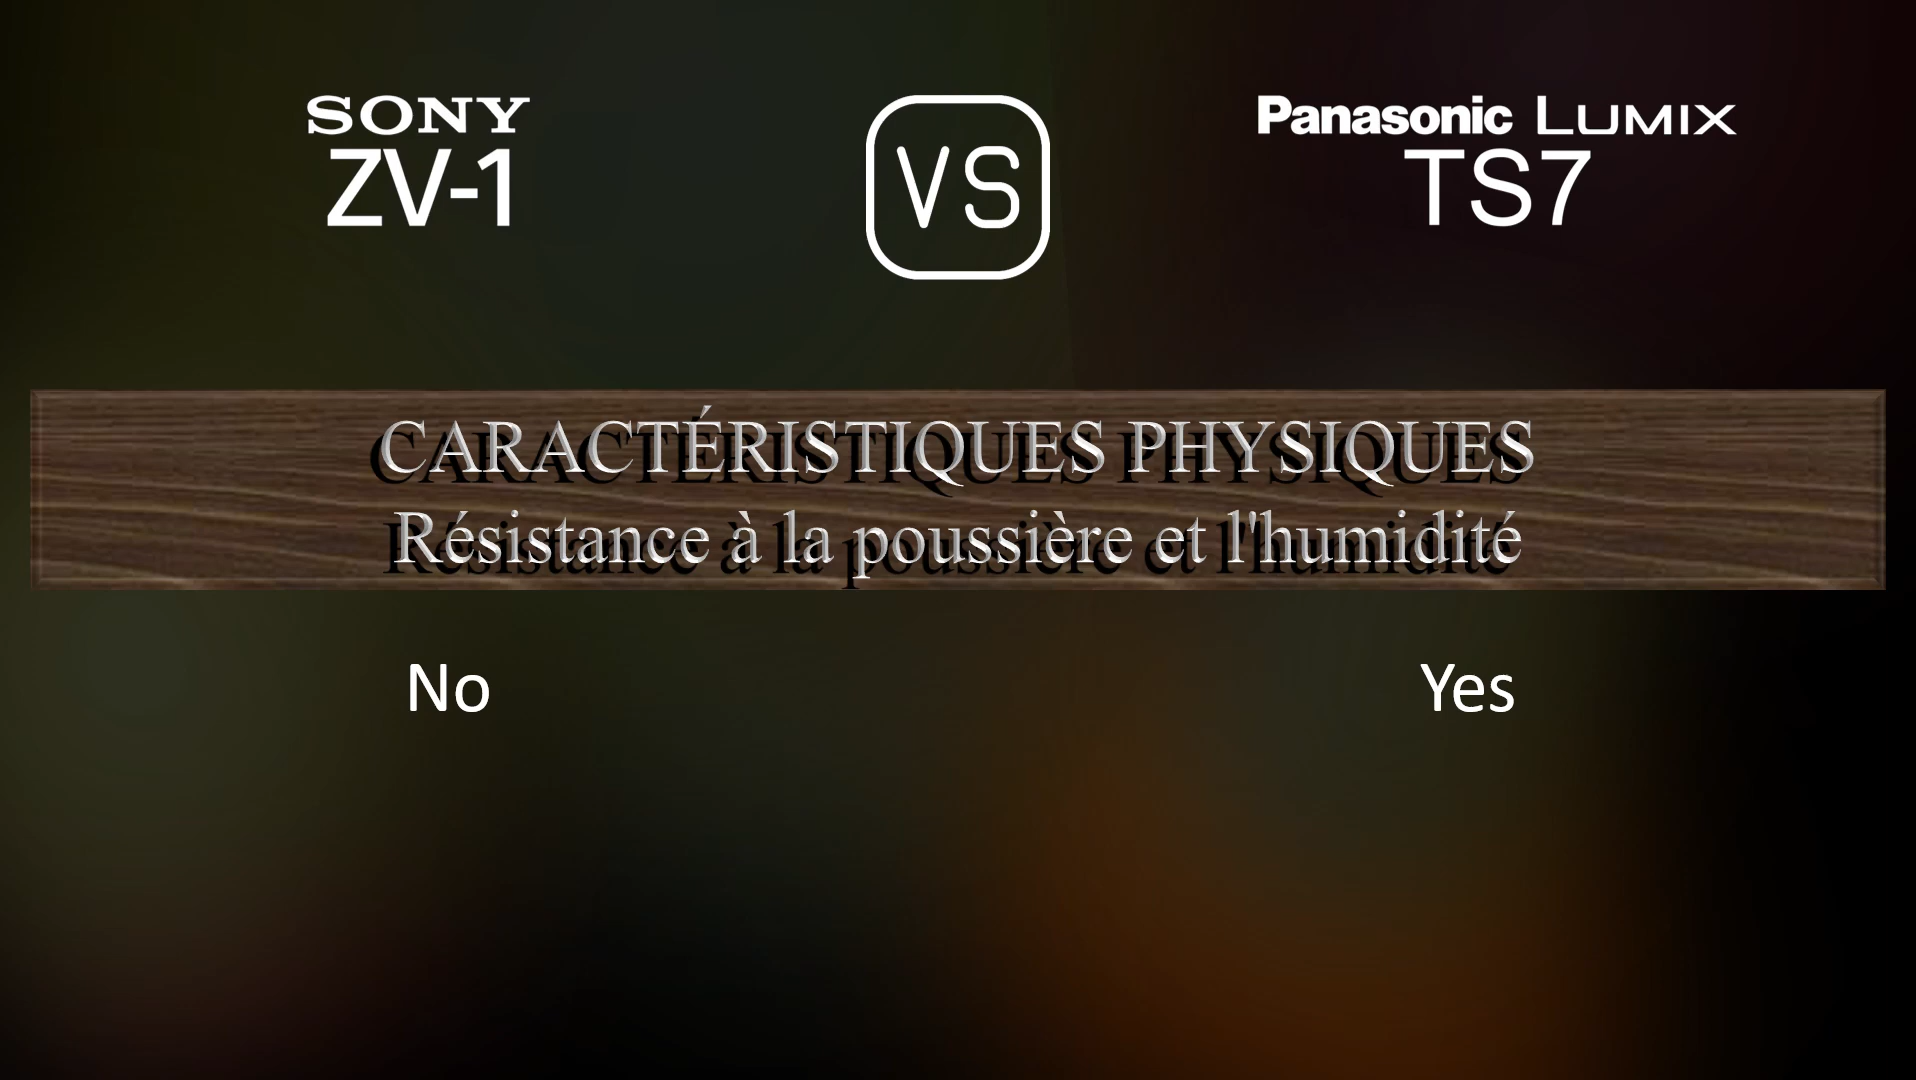 SONY
ZV-1
VS
Panasonic LUMIX
TS7
CARACTÉRISTIQUES PHYSIQUES
Résistance à la poussière et l'humidité
No
Yes